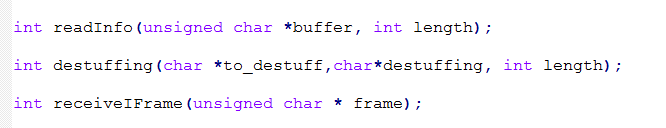 int readInfo(unsigned char *buffer, int length);
int destuffing(char *to_destuff,char*destuffing, int length);
int receiveIFrame(unsigned char * frame);